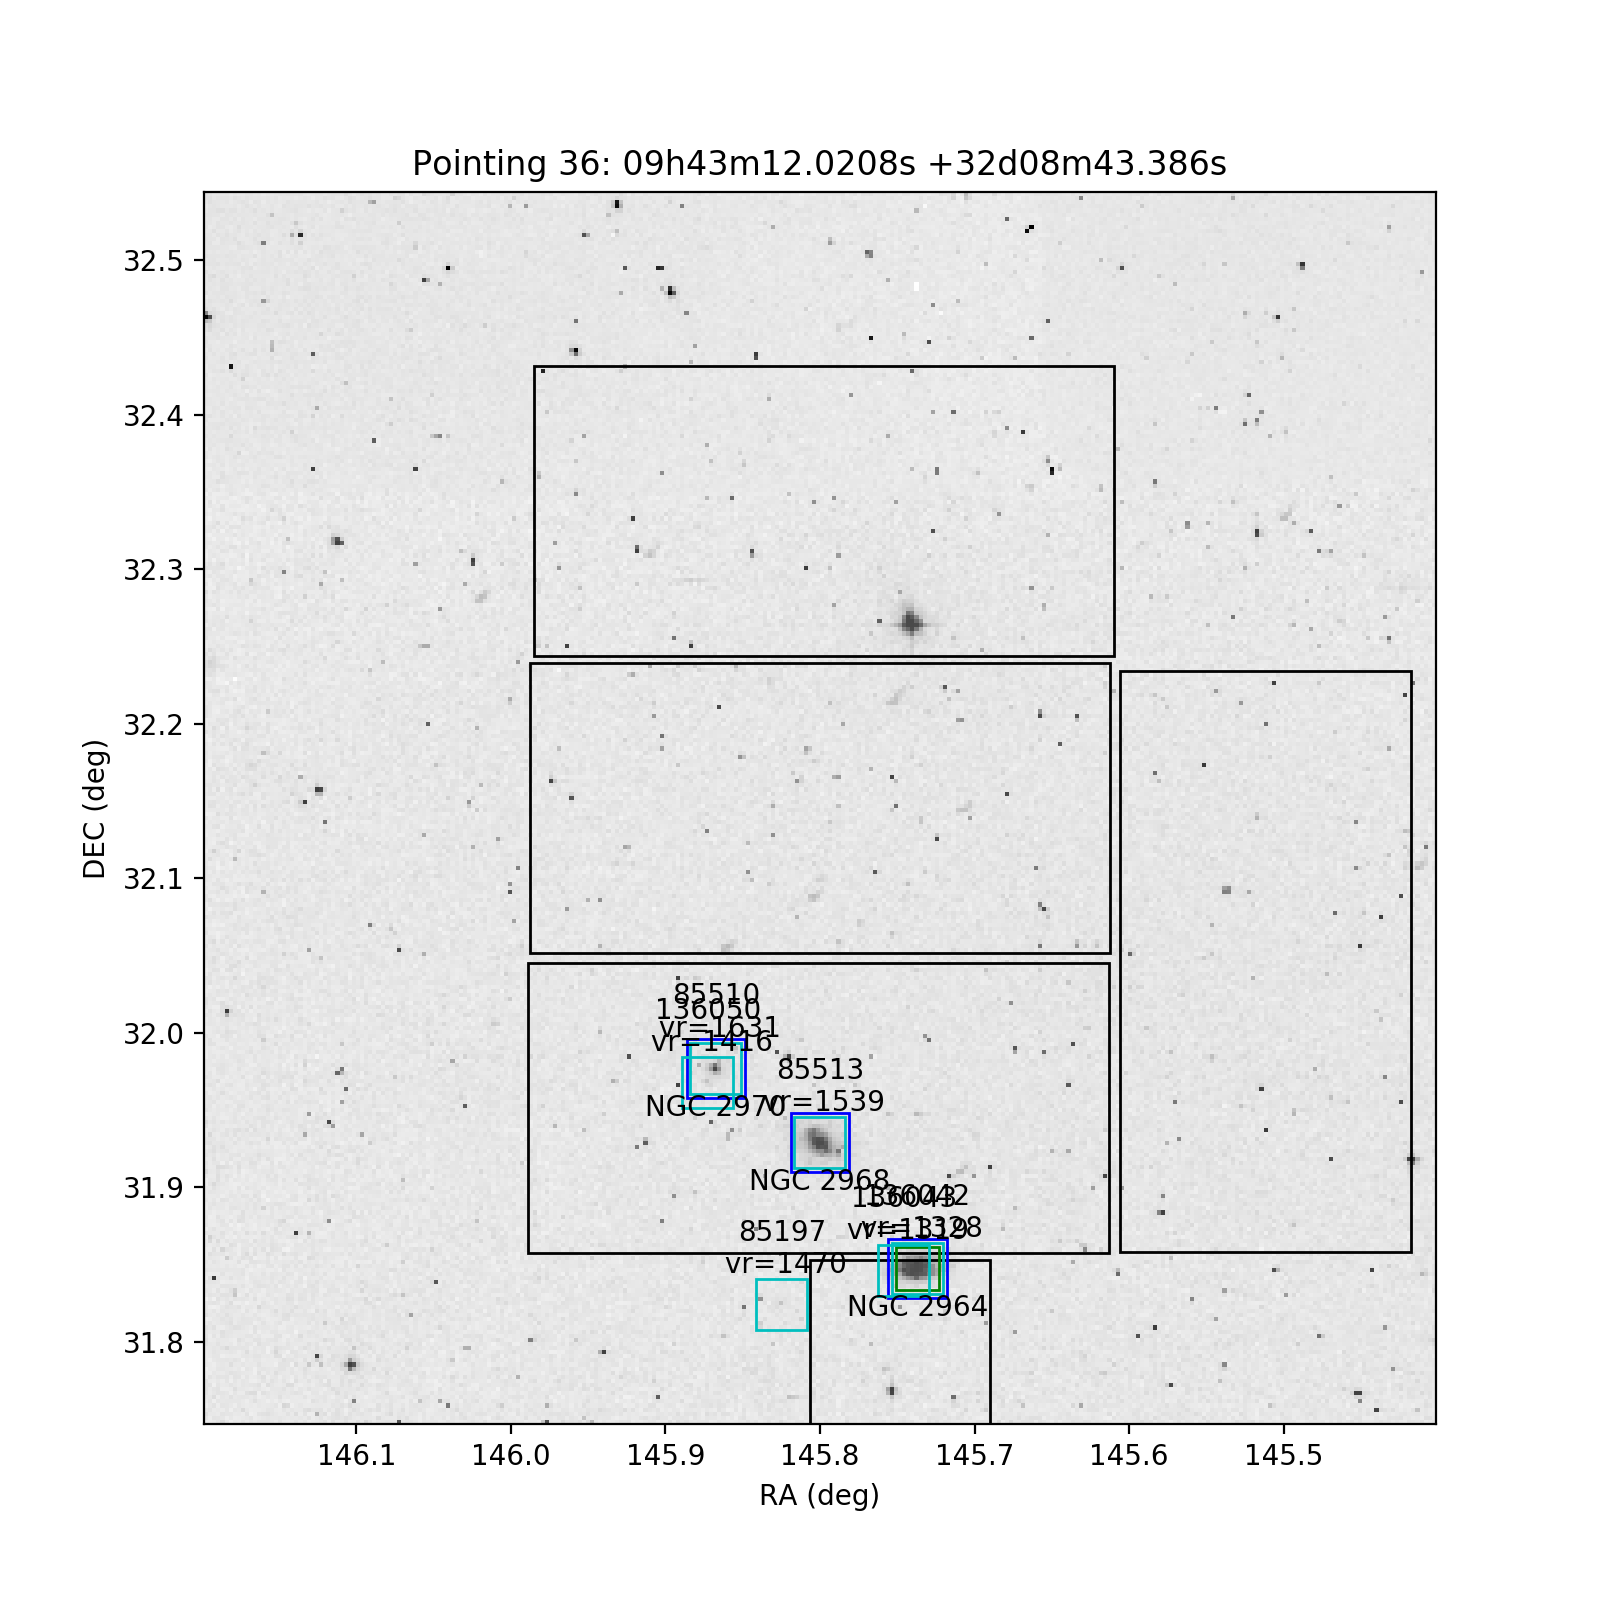 Pointing 36: 09h43m12.0208s +32d08m43.386s
32.5
32.4
32.3
32.2
32.1
32.0
31.9
31.8
DEC (deg)
85510
136050
vr=1631
vr=1416
NGC 2970
85513
vr=1539
NGC 2968
136042
85197
vr=1470
vr=1328
NGC 2964
146.1 146.0 145.9 145.8 145.7 145.6 145.5
RA (deg)